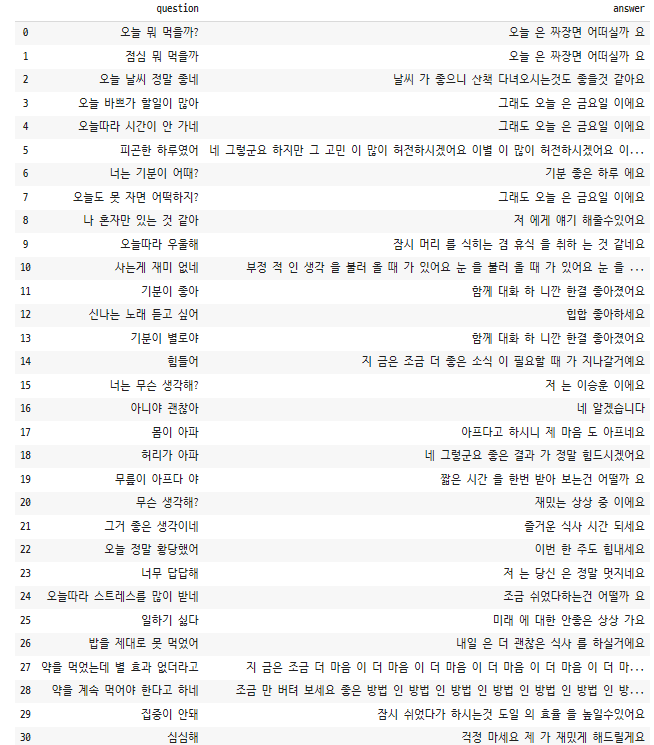 question answer
0 오늘 뭐 먹을까? 오늘 은 짜장면 어떠실까 요
1 점심 뭐 먹을까 오늘 은 짜장면 어떠실까 요
2 오늘 날씨 정말 좋네 날씨 가 좋으니 산책 다녀오시는것도 좋을것 같아요
3 오늘 바쁘가 할일이 많아 그래도 오늘 은 금요일 이에요
4 오늘따라 시간이 안 가네 그래도 오늘 은 금요일 이에요
5 피곤한 하루였어 네 그렇군요 하지만 그 고민 이 많이 허전하시겠어요 이별 이 많이 허전하시겠어요 이...
6 너는 기분이 어때? 기분 좋은 하루 에요
7 오늘도 못 자면 어떡하지? 그래도 오늘 은 금요일 이에요
8 나 혼자만 있는 것 같아 저 에게 얘기 해줄수있어요
9 오늘따라 우울해 잠시 머리 를 식히는 겸 휴식 을 취하 는 것 같네요
10 사는게 재미 없네 부정 적 인 생각 을 불러 올 때 가 있어요 눈 을 불러 올 때 가 있어요 눈 을 ...
11 기분이 좋아 함께 대화 하 니깐 한결 좋아졌어요
12 신나는 노래 듣고 싶어 힙합 좋아하세요
13 기분이 별로야 함께 대화 하 니깐 한결 좋아졌어요
14 힘들어 지 금은 조금 더 좋은 소식 이 필요할 때 가 지나갈거예요
15 너는 무슨 생각해? 저 는 이승훈 이에요
16 아니야 괜찮아 네 알겠습니다
17 몸이 아파 아프다고 하시니 제 마음 도 아프네요
18 허리가 아파 네 그렇군요 좋은 결과 가 정말 힘드시겠어요
19 무릎이 아프다 야 짧은 시간 을 한번 받아 보는건 어떨까 요
20 무슨 생각해? 재밌는 상상 중 이에요
21 그거 좋은 생각이네 즐거운 식사 시간 되세요
22 오늘 정말 황당했어 이번 한 주도 힘내세요
23 너무 답답해 저 는 당신 은 정말 멋지네요
24 오늘따라 스트레스를 많이 받네 조금 쉬었다하는건 어떨까 요
25 일하기 싫다 미래 에 대한 안좋은 상상 가요
26 밥을 제대로 못 먹었어 내일 은 더 괜찮은 식사 를 하실거에요
27 약을 먹었는데 별 효과 없더라고 지 금은 조금 더 마음 이 더 마음 이 더 마음 이 더 마음 이 더 마음 이 더 마...
28 약을 계속 먹어야 한다고 하네 조금 만 버텨 보세요 좋은 방법 인 방법 인 방법 인 방법 인 방법 인 방법 인 방...
29 집중이 안돼 잠시 쉬었다가 하시는것 도일 의 효율 을 높일수있어요
30 심심해 걱정 마세요 제 가 재밌게 해드릴게요